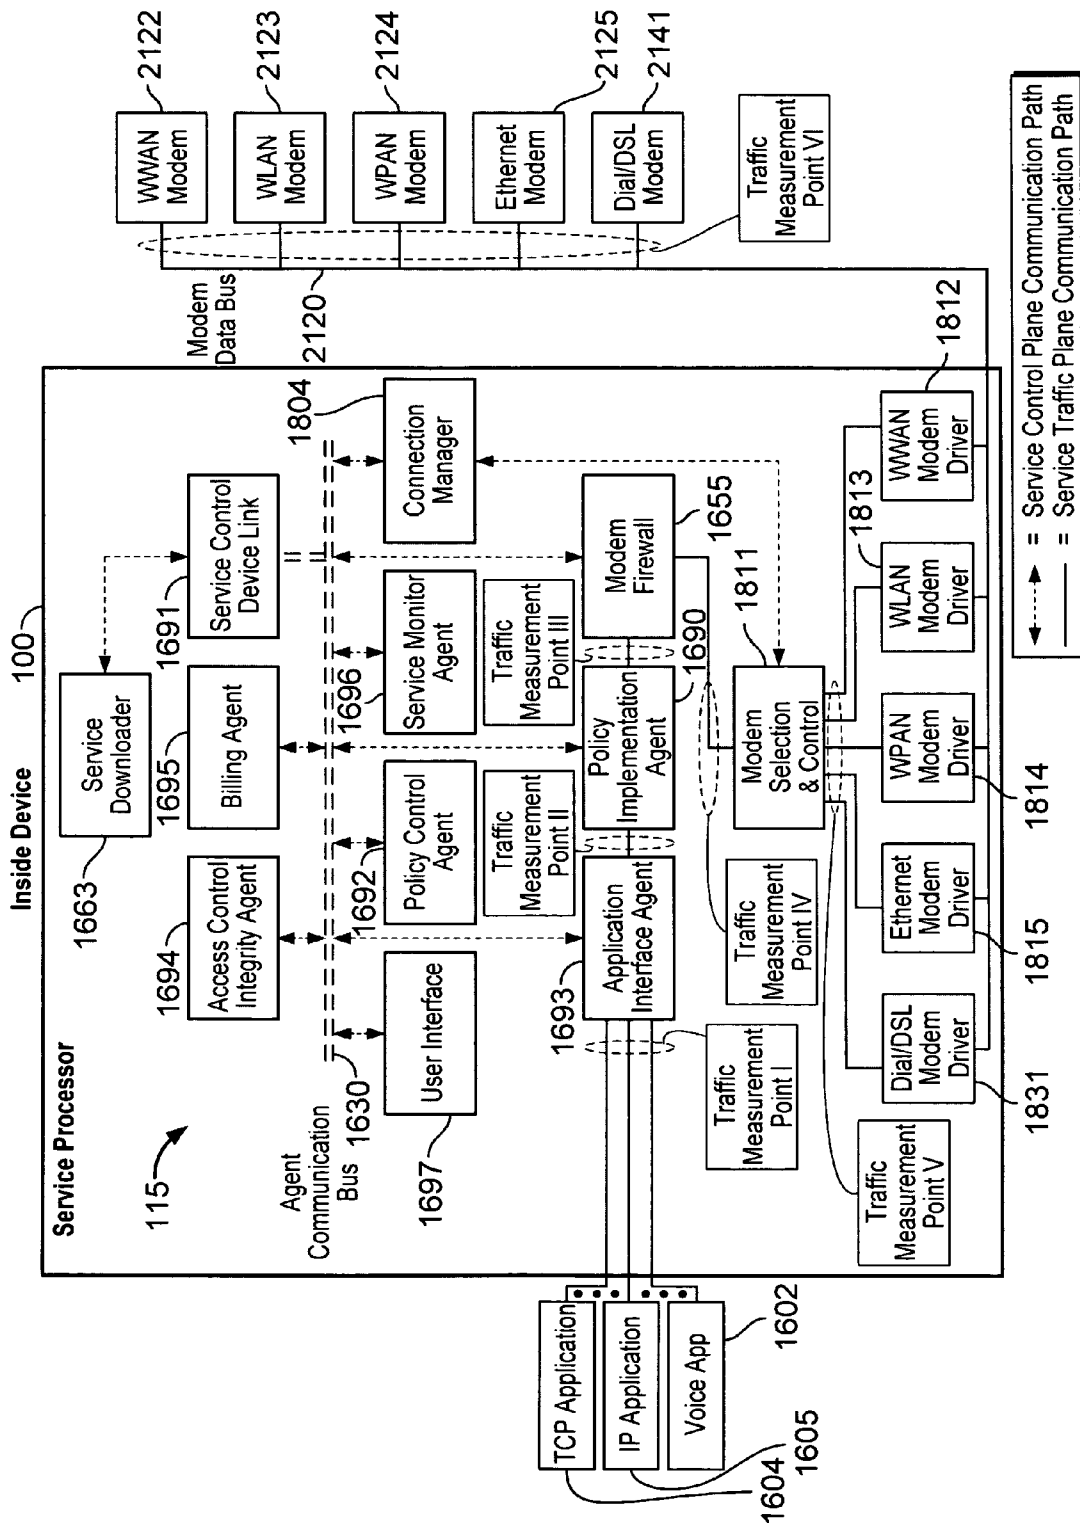 Inside Device
100
Service Processor
115
Service
Downloader
1663
Access Control
Integrity Agent
1694
Billing Agent
1695
Service Control
Device Link
1691
Agent
Communication
Bus
1630
User Interface
1697
Policy Control
Agent
1692
Service Monitor
Agent
1696
Connection
Manager
1804
Traffic
Measurement
Point II
Traffic
Measurement
Point III
Application
Interface Agent
1693
Policy
Implementation
Agent
1690
Modem
Firewall
1655
Traffic
Measurement
Point I
Traffic
Measurement
Point IV
Modem
Selection
& Control
1811
Traffic
Measurement
Point V
Dial/DSL
Modem
Driver
1831
Ethernet
Modem
Driver
1815
WPAN
Modem
Driver
1814
WLAN
Modem
Driver
1813
WWAN
Modem
Driver
1812
TCP Application
1604
IP Application
1605
Voice App
1602
Modem
Data Bus
2120
WWAN
Modem
2122
WLAN
Modem
2123
WPAN
Modem
2124
Ethernet
Modem
2125
Dial/DSL
Modem
2141
Traffic
Measurement
Point VI
= Service Control Plane Communication Path
= Service Traffic Plane Communication Path